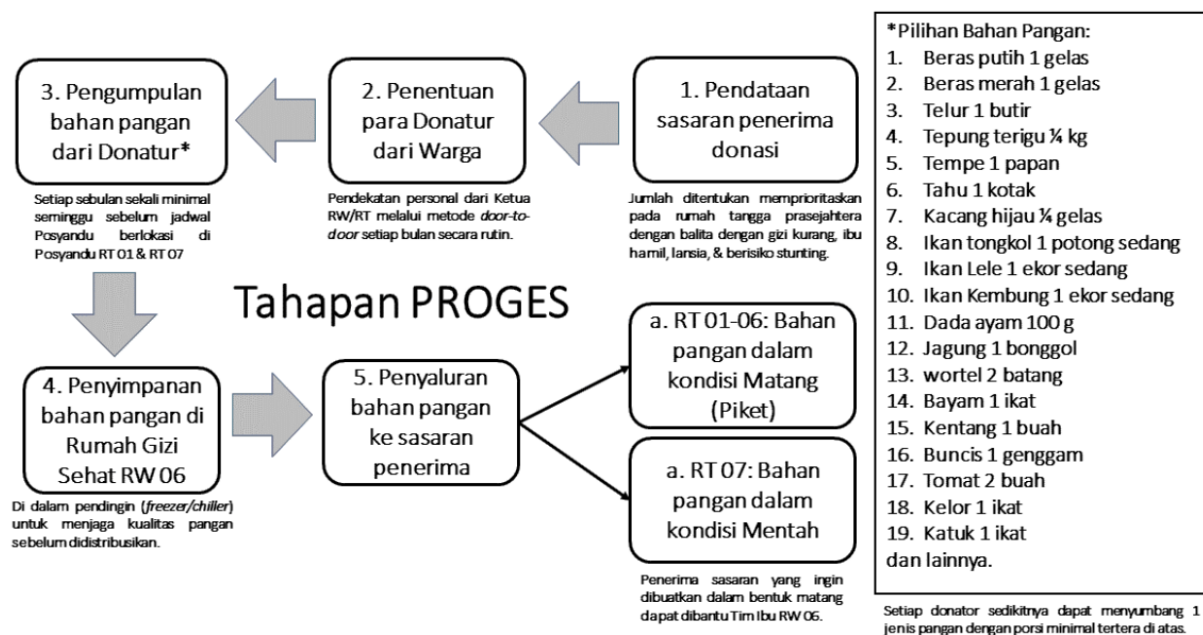 1. Pendataan
sasaran penerima
donasi
Jumlah ditentukan memprioritaskan
pada rumah tangga prasejahtera
dengan balita dengan gizi kurang, ibu
hamil, lansia, & berisiko stunting.
2. Penentuan
para Donatur
dari Warga
Pendekatan personal dari Ketua
RW/RT melalui metode door-to-
door setiap bulan secara rutin.
3. Pengumpulan
bahan pangan
dari Donatur*
Setiap sebulan sekali minimal
seminggu sebelum jadwal
Posyandu berlokasi di
Posyandu RT 01 & RT 07
Tahapan PROGES
4. Penyimpanan
bahan pangan di
Rumah Gizi
Sehat RW 06
Di dalam pendingin (freezer/chiller)
untuk menjaga kualitas pangan
sebelum didistribusikan.
5. Penyaluran
bahan pangan
ke sasaran
penerima
a. RT 01-06: Bahan
pangan dalam
kondisi Matang
(Piket)
a. RT 07: Bahan
pangan dalam
kondisi Mentah
Penerima sasaran yang ingin
dibuatkan dalam bentuk matang
dapat dibantu Tim Ibu RW 06.
*Pilihan Bahan Pangan:
1. Beras putih 1 gelas
2. Beras merah 1 gelas
3. Telur 1 butir
4. Tepung terigu ¼ kg
5. Tempe 1 papan
6. Tahu 1 kotak
7. Kacang hijau ¼ gelas
8. Ikan tongkol 1 potong sedang
9. Ikan Lele 1 ekor sedang
10. Ikan Kembung 1 ekor sedang
11. Dada ayam 100 g
12. Jagung 1 bonggol
13. wortel 2 batang
14. Bayam 1 ikat
15. Kentang 1 buah
16. Buncis 1 genggam
17. Tomat 2 buah
18. Kelor 1 ikat
19. Katuk 1 ikat
dan lainnya.
Setiap donator sedikitnya dapat menyumbang 1
jenis pangan dengan porsi minimal tertera di atas.